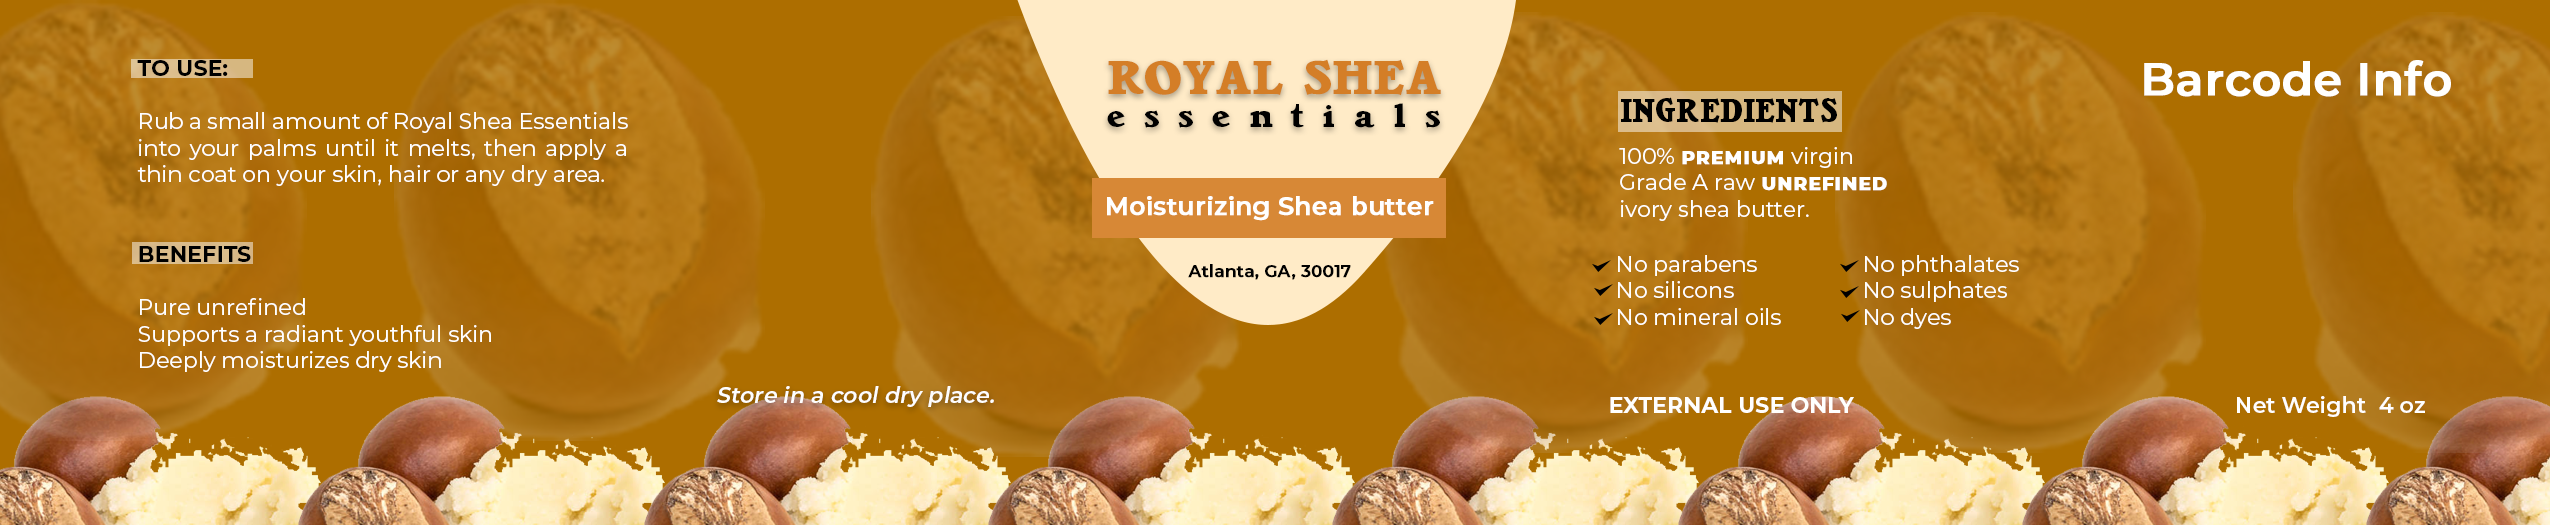 TO USE:
Rub a small amount of Royal Shea Essentials
into your palms until it melts, then apply a
thin coat on your skin, hair or any dry area.
BENEFITS
Pure unrefined
Supports a radiant youthful skin
Deeply moisturizes dry skin
Store in a cool dry place.
ROYAL SHEA
essentials
Moisturizing Shea butter
Atlanta, GA, 30017
INGREDIENTS
100% PREMIUM virgin
Grade A raw UNREFINED
ivory shea butter.
No parabens
No silicons
No mineral oils
No phthalates
No sulphates
No dyes
EXTERNAL USE ONLY
Barcode Info
Net Weight 4 oz